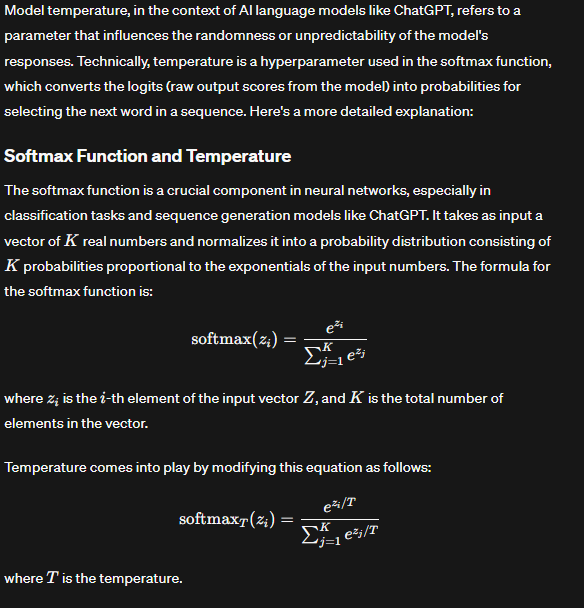 Model temperature, in the context of AI language models like ChatGPT, refers to a
parameter that influences the randomness or unpredictability of the model's
responses. Technically, temperature is a hyperparameter used in the softmax function,
which converts the logits (raw output scores from the model) into probabilities for
selecting the next word in a sequence. Here's a more detailed explanation:
Softmax Function and Temperature
The softmax function is a crucial component in neural networks, especially in
classification tasks and sequence generation models like ChatGPT. It takes as input a
vector of K real numbers and normalizes it into a probability distribution consisting of
K probabilities proportional to the exponentials of the input numbers. The formula for
the softmax function is:
softmax(z_i) = \frac{e^{z_i}}{\sum_{j=1}^{K} e^{z_j}}
where z_i is the i-th element of the input vector Z, and K is the total number of
elements in the vector.
Temperature comes into play by modifying this equation as follows:
softmax_T(z_i) = \frac{e^{z_i/T}}{\sum_{j=1}^{K} e^{z_j/T}}
where T is the temperature.